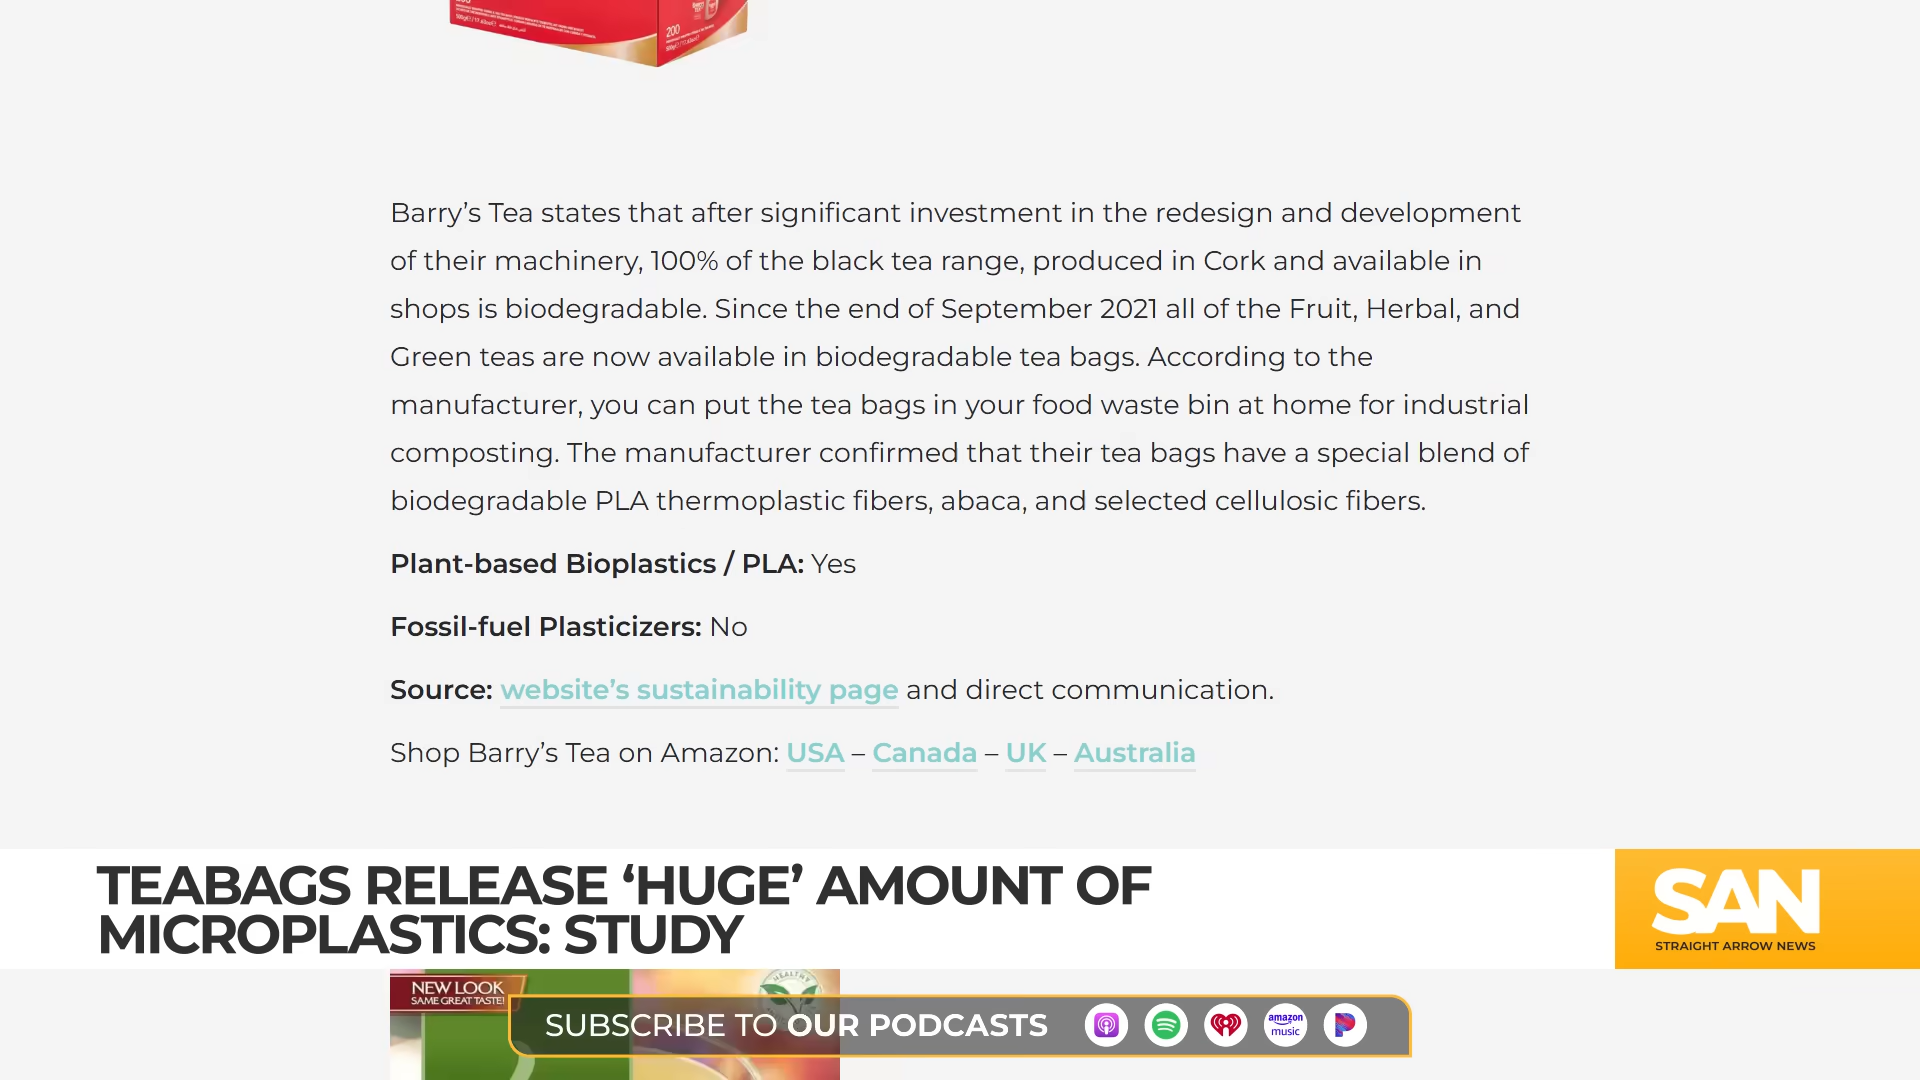 200
Barry’s Tea states that after significant investment in the redesign and development
of their machinery, 100% of the black tea range, produced in Cork and available in
shops is biodegradable. Since the end of September 2021 all of the Fruit, Herbal, and
Green teas are now available in biodegradable tea bags. According to the
manufacturer, you can put the tea bags in your food waste bin at home for industrial
composting. The manufacturer confirmed that their tea bags have a special blend of
biodegradable PLA thermoplastic fibers, abaca, and selected cellulosic fibers.
Plant-based Bioplastics / PLA: Yes
Fossil-fuel Plasticizers: No
Source: website’s sustainability page and direct communication.
Shop Barry’s Tea on Amazon: USA – Canada – UK – Australia
TEABAGS RELEASE ‘HUGE’ AMOUNT OF
MICROPLASTICS: STUDY
SAN
STRAIGHT ARROW NEWS
NEW LOOK
SAME GREAT TASTE!
HEALTHY
SUBSCRIBE TO OUR PODCASTS
amazon
music